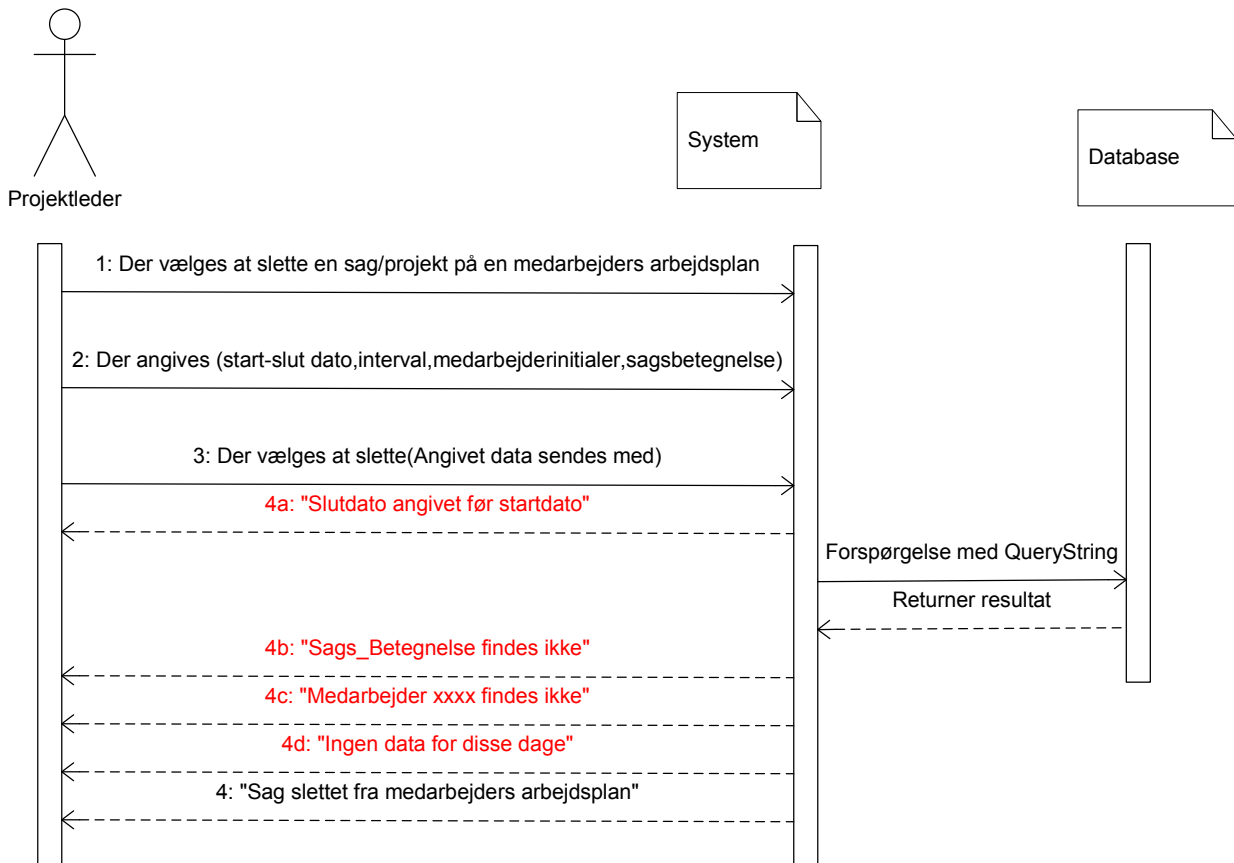 System
Database
Projektleder
1: Der vælges at slette en sag/projekt på en medarbejders arbejdsplan
2: Der angives (start-slut dato,interval,medarbejderinitialer,sagsbetegnelse)
3: Der vælges at slette(Angivet data sendes med)
4a: "Slutdato angivet før startdato"
Forspørgelse med QueryString
Returner resultat
4b: "Sags_Betegnelse findes ikke"
4c: "Medarbejder xxxx findes ikke"
4d: "Ingen data for disse dage"
4: "Sag slettet fra medarbejders arbejdsplan"